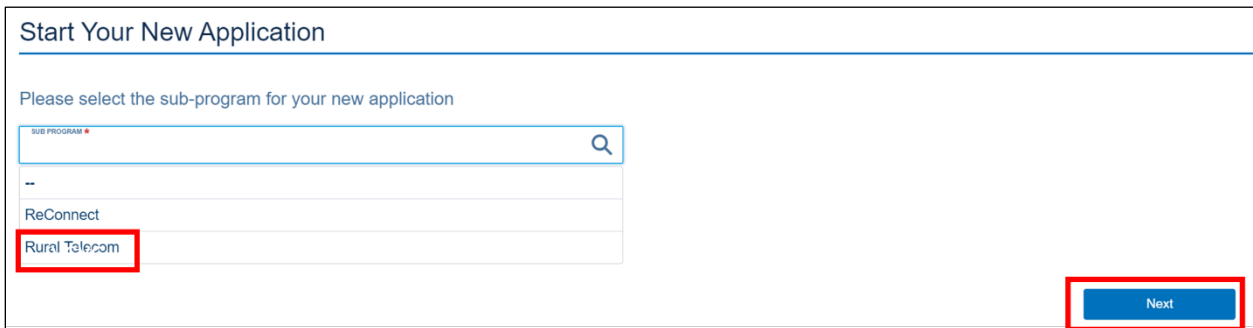 Start Your New Application
Please select the sub-program for your new application
SUB PROGRAM *
--
ReConnect
Rural Telecom
Next